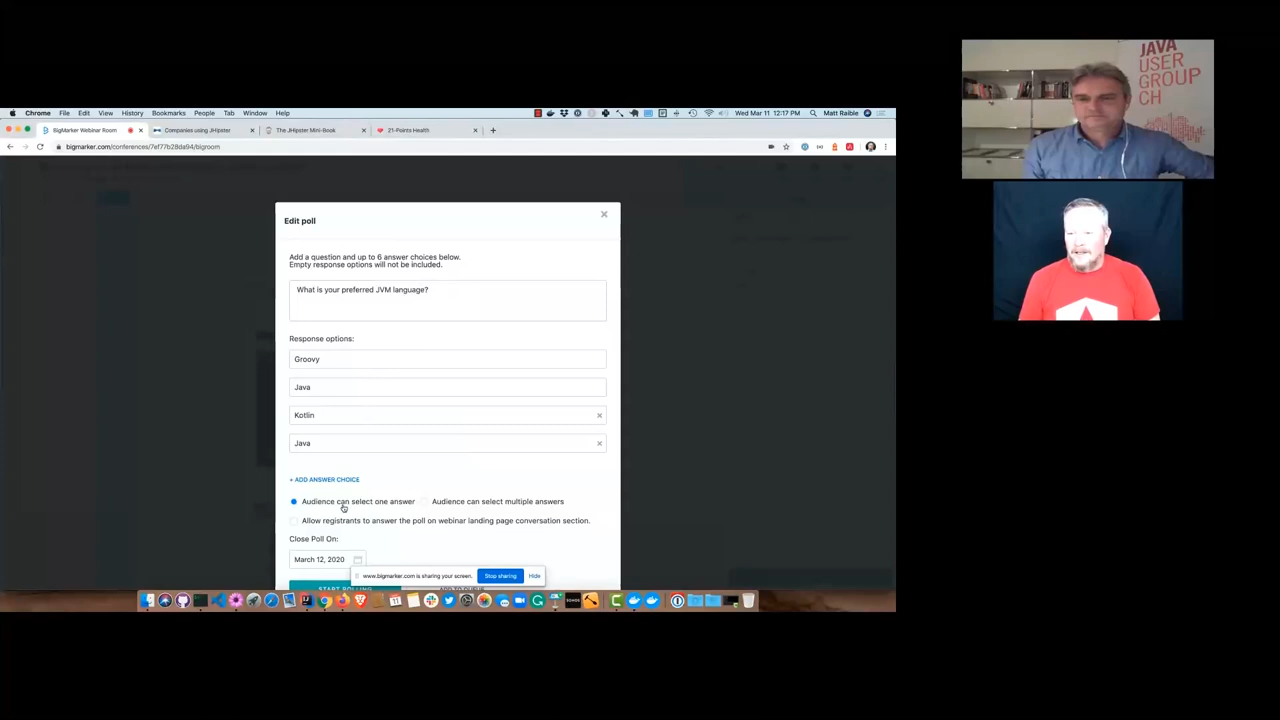 Chrome File Edit View History Bookmarks People Tab Window Help Wed Mar 11 12:17 PM Matt Raible
BigMarker Webinar Room Companies using JHipster The JHipster Mini-Book 21-Points Health
bigmarker.com/conferences/7ef77b28da94/bigroom
Edit poll
Add a question and up to 6 answer choices below.
Empty response options will not be included.
What is your preferred JVM language?
Response options:
Groovy
Java
Kotlin
Java
+ ADD ANSWER CHOICE
Audience can select one answer Audience can select multiple answers
Allow registrants to answer the poll on webinar landing page conversation section.
Close Poll On:
March 12, 2020
www.bigmarker.com is sharing your screen. Stop sharing Hide
START POLLING
JAVA
USER
GROUP
CH